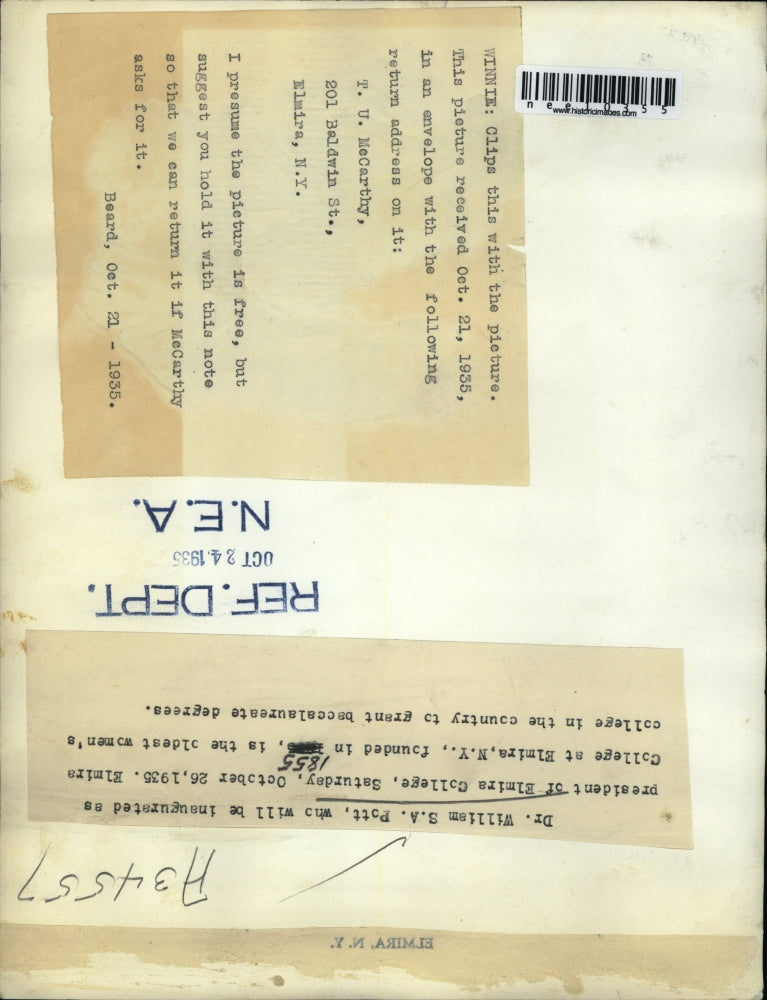 WINNIE: Clips this with the picture.
This picture received Oct. 21, 1935,
in an envelope with the following
return address on it:
T. U. McCarthy,
201 Baldwin St.,
Elmira, N.Y.
I presume the picture is free, but
suggest you hold it with this note
so that we can return it if McCarthy
asks for it.
Beard, Oct. 21 - 1935.
nee10355
www.historicimages.com
REF. DEPT.
OCT 24 1935
N.E.A.
Dr. William S.A. Pott, who will be inaugurated as
president of Elmira College, Saturday, October 26,1935. Elmira
College at Elmira,N.Y., founded in 1855, is the oldest women's
college in the country to grant baccalaureate degrees.
A34557
ELMIRA, N. Y.